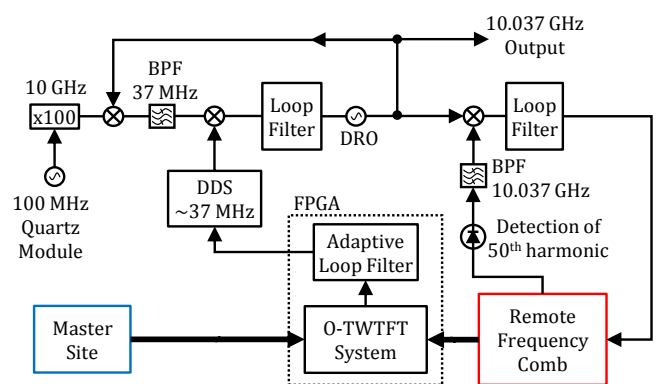 10.037 GHz
Output
10 GHz
BPF
37 MHz
x100
Loop
Filter
DRO
Loop
Filter
100 MHz
Quartz
Module
DDS
~37 MHz
BPF
10.037 GHz
FPGA
Detection of
50th harmonic
Adaptive
Loop Filter
Master
Site
O-TWTFT
System
Remote
Frequency
Comb